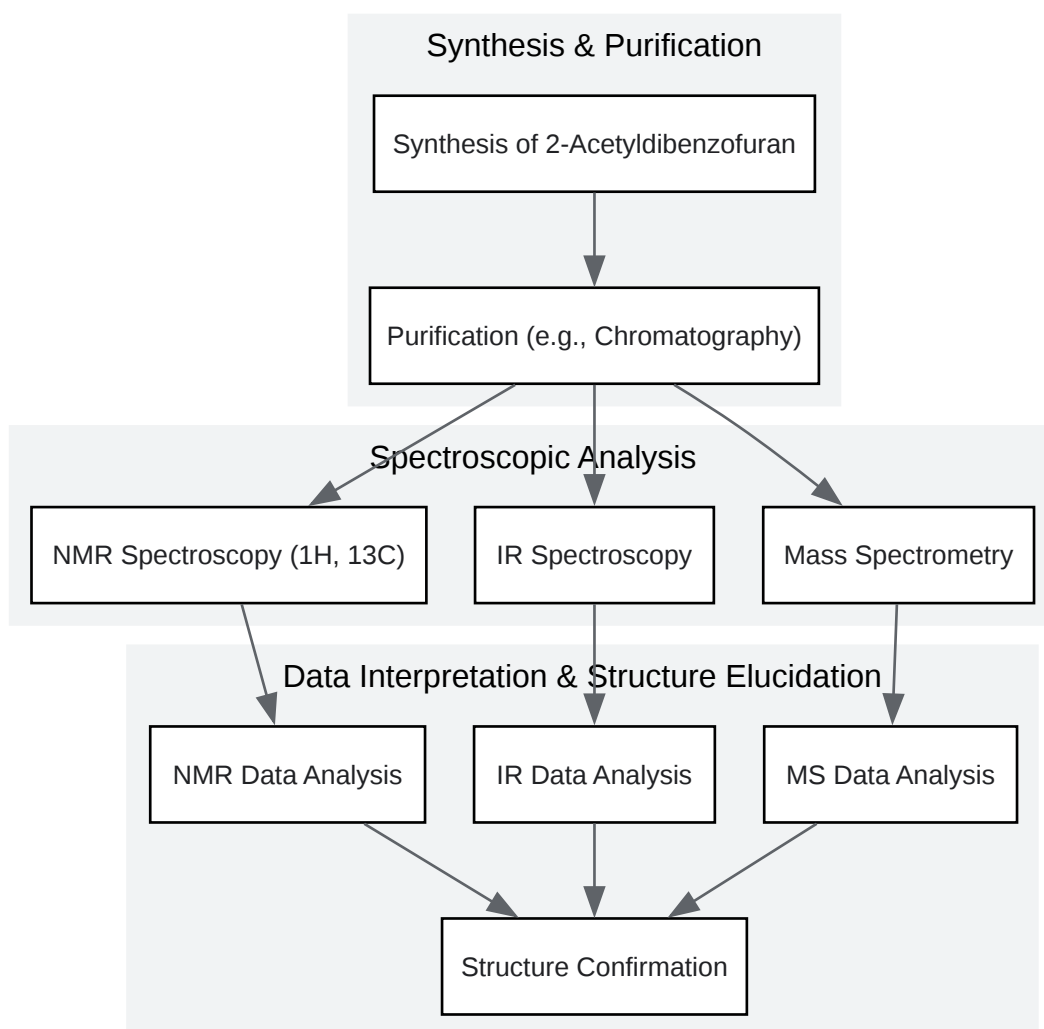 Synthesis & Purification
Synthesis of 2-Acetyldibenzofuran
Purification (e.g., Chromatography)
Spectroscopic Analysis
NMR Spectroscopy (1H, 13C)
IR Spectroscopy
Mass Spectrometry
Data Interpretation & Structure Elucidation
NMR Data Analysis
IR Data Analysis
MS Data Analysis
Structure Confirmation